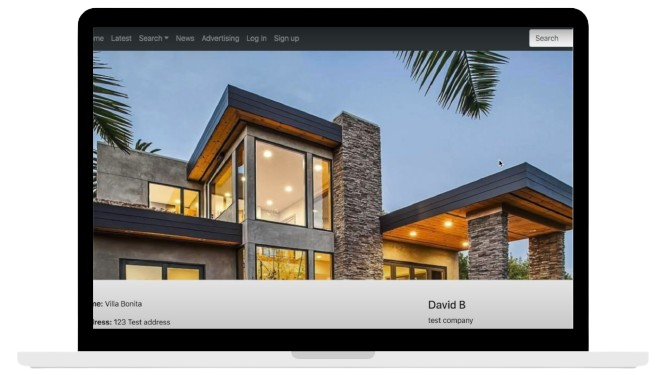 me Latest Search News Advertising Log in Sign up Search
ne: Villa Bonita
David B
ress: 123 Test address
test company